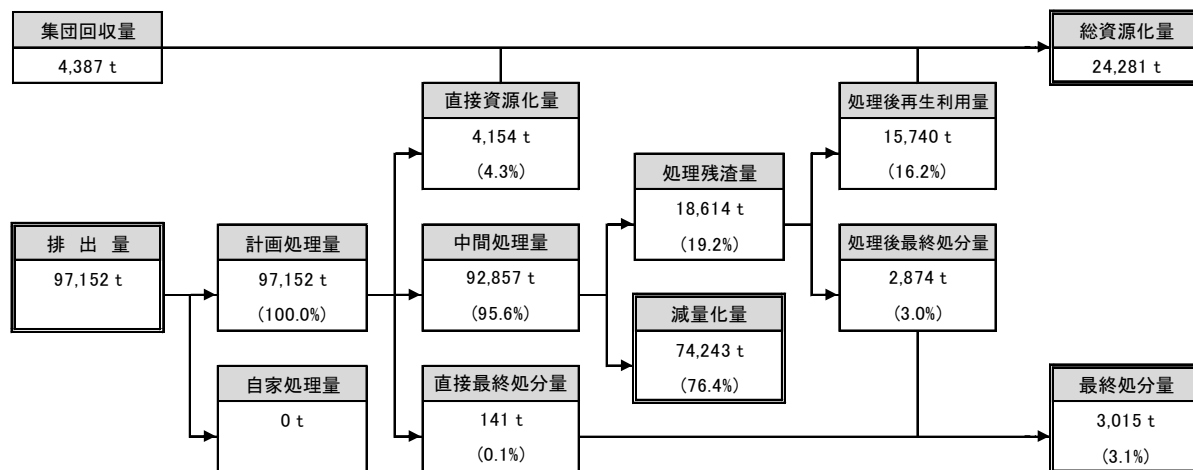 集団回収量
4,387 t
総資源化量
24,281 t
直接資源化量
4,154 t
(4.3%)
処理後再生利用量
15,740 t
(16.2%)
処理残渣量
18,614 t
(19.2%)
排 出 量
97,152 t
計画処理量
97,152 t
(100.0%)
中間処理量
92,857 t
(95.6%)
処理後最終処分量
2,874 t
(3.0%)
減量化量
74,243 t
(76.4%)
自家処理量
0 t
直接最終処分量
141 t
(0.1%)
最終処分量
3,015 t
(3.1%)